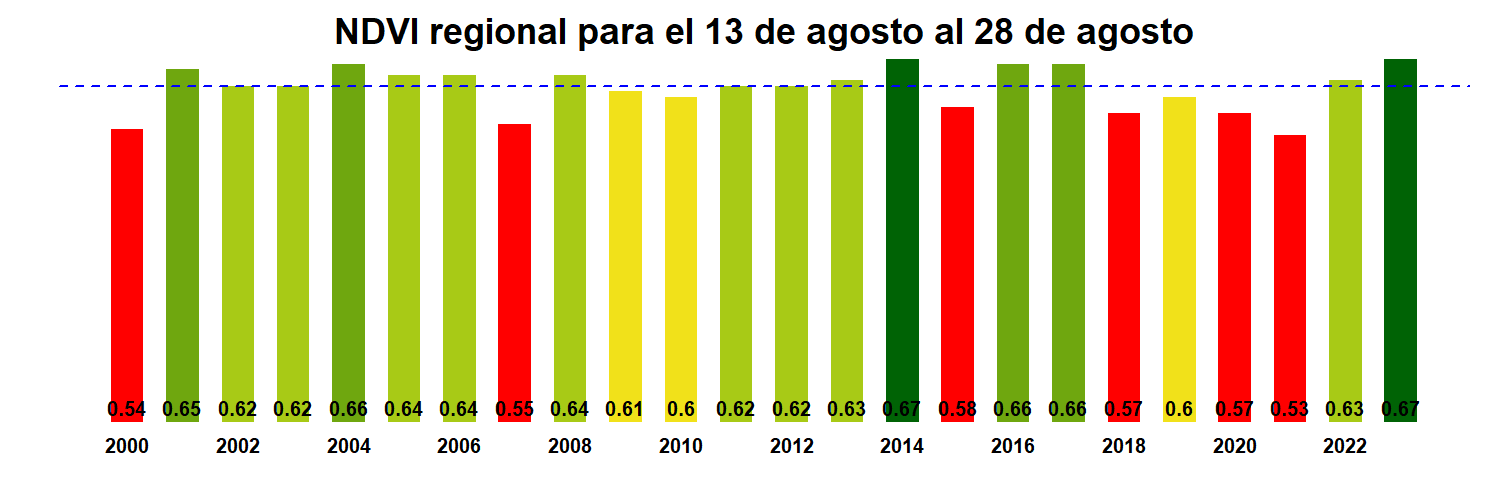 NDVI regional para el 13 de agosto al 28 de agosto
0.54 0.65 0.62 0.62 0.66 0.64 0.64 0.55 0.64 0.61 0.6 0.62 0.62 0.63 0.67 0.58 0.66 0.66 0.57 0.6 0.57 0.53 0.63 0.67
2000 2002 2004 2006 2008 2010 2012 2014 2016 2018 2020 2022